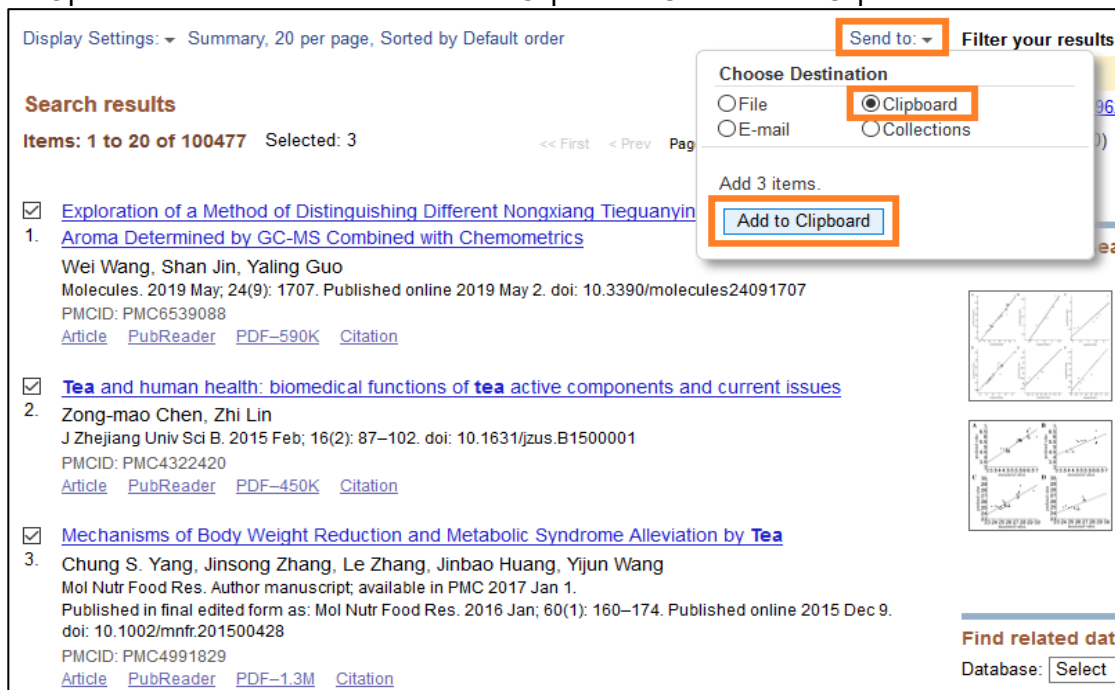 Display Settings: Summary, 20 per page, Sorted by Default order
Send to:
Filter your results
Choose Destination
File Clipboard
E-mail Collections
Add 3 items.
Add to Clipboard
Search results
Items: 1 to 20 of 100477 Selected: 3
<< First < Prev Pag
Exploration of a Method of Distinguishing Different Nongxiang Tieguanyin
1. Aroma Determined by GC-MS Combined with Chemometrics
Wei Wang, Shan Jin, Yaling Guo
Molecules. 2019 May; 24(9): 1707. Published online 2019 May 2. doi: 10.3390/molecules24091707
PMCID: PMC6539088
Article PubReader PDF–590K Citation
Tea and human health: biomedical functions of tea active components and current issues
2. Zong-mao Chen, Zhi Lin
J Zhejiang Univ Sci B. 2015 Feb; 16(2): 87–102. doi: 10.1631/jzus.B1500001
PMCID: PMC4322420
Article PubReader PDF–450K Citation
Mechanisms of Body Weight Reduction and Metabolic Syndrome Alleviation by Tea
3. Chung S. Yang, Jinsong Zhang, Le Zhang, Jinbao Huang, Yijun Wang
Mol Nutr Food Res. Author manuscript; available in PMC 2017 Jan 1.
Published in final edited form as: Mol Nutr Food Res. 2016 Jan; 60(1): 160–174. Published online 2015 Dec 9.
doi: 10.1002/mnfr.201500428
PMCID: PMC4991829
Article PubReader PDF–1.3M Citation
Find related dat
Database: Select